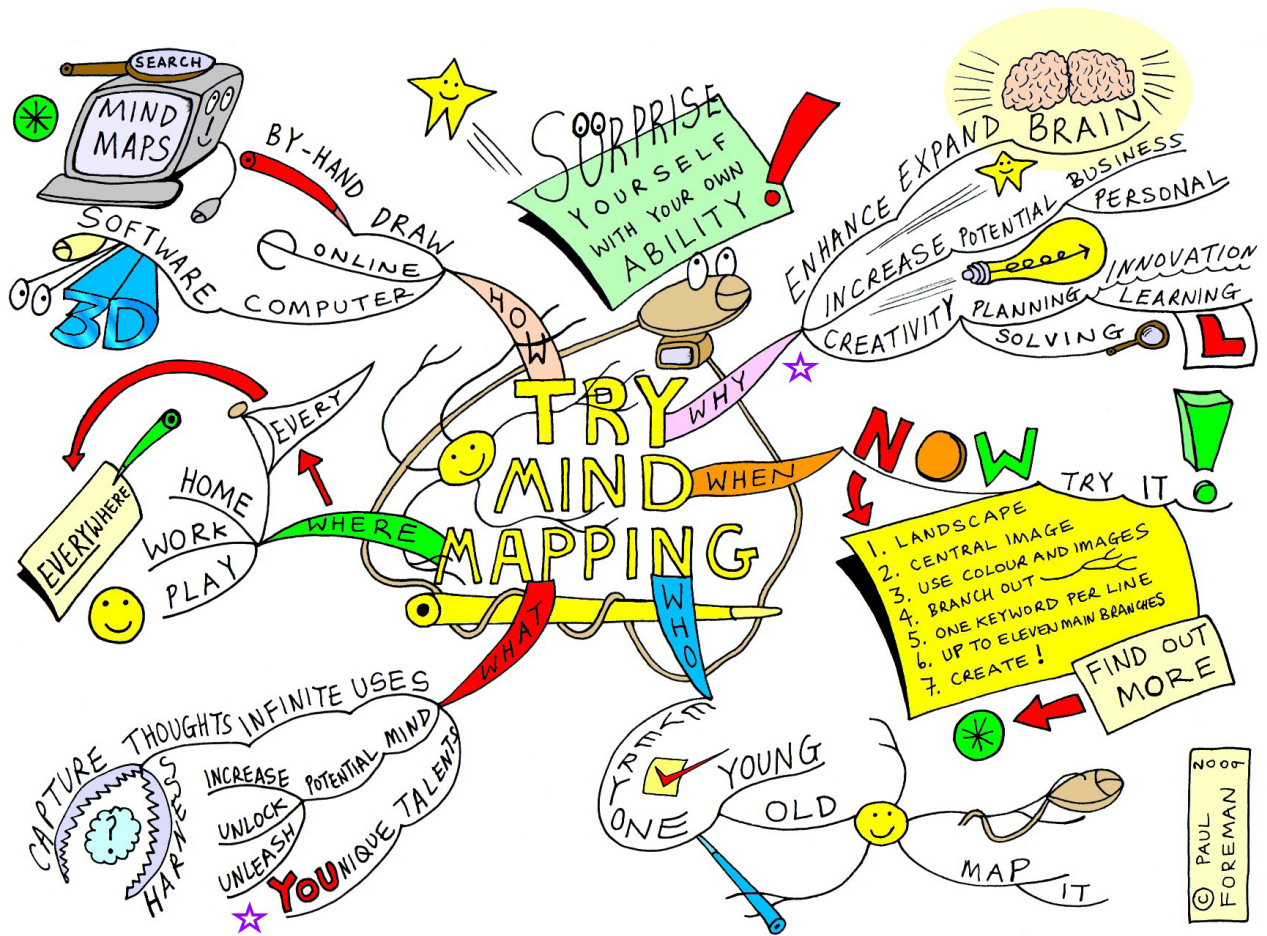 SEARCH
MIND
MAPS
BY-HAND DRAW
ONLINE
COMPUTER
SOFTWARE
3D
HOW
SURPRISE
YOURSELF
WITH YOUR OWN
ABILITY
!
ENHANCE EXPAND BRAIN
INCREASE POTENTIAL BUSINESS
PERSONAL
CREATIVITY PLANNING INNOVATION
LEARNING
SOLVING
L
WHY
TRY
MIND
MAPPING
WHEN
NOW
TRY IT !
1. LANDSCAPE
2. CENTRAL IMAGE
3. USE COLOUR AND IMAGES
4. BRANCH OUT
5. ONE KEYWORD PER LINE
6. UP TO ELEVEN MAIN BRANCHES
7. CREATE !
FIND OUT
MORE
WHERE
EVERY
HOME
WORK
PLAY
EVERYWHERE
WHAT
INFINITE USES
THOUGHTS
CAPTURE
HARNESS
?
MIND
POTENTIAL
INCREASE
UNLOCK
UNLEASH
TALENTS
YOUNIQUE
WHO
EVERYONE
YOUNG
OLD
MAP
IT
© PAUL
FOREMAN
2009